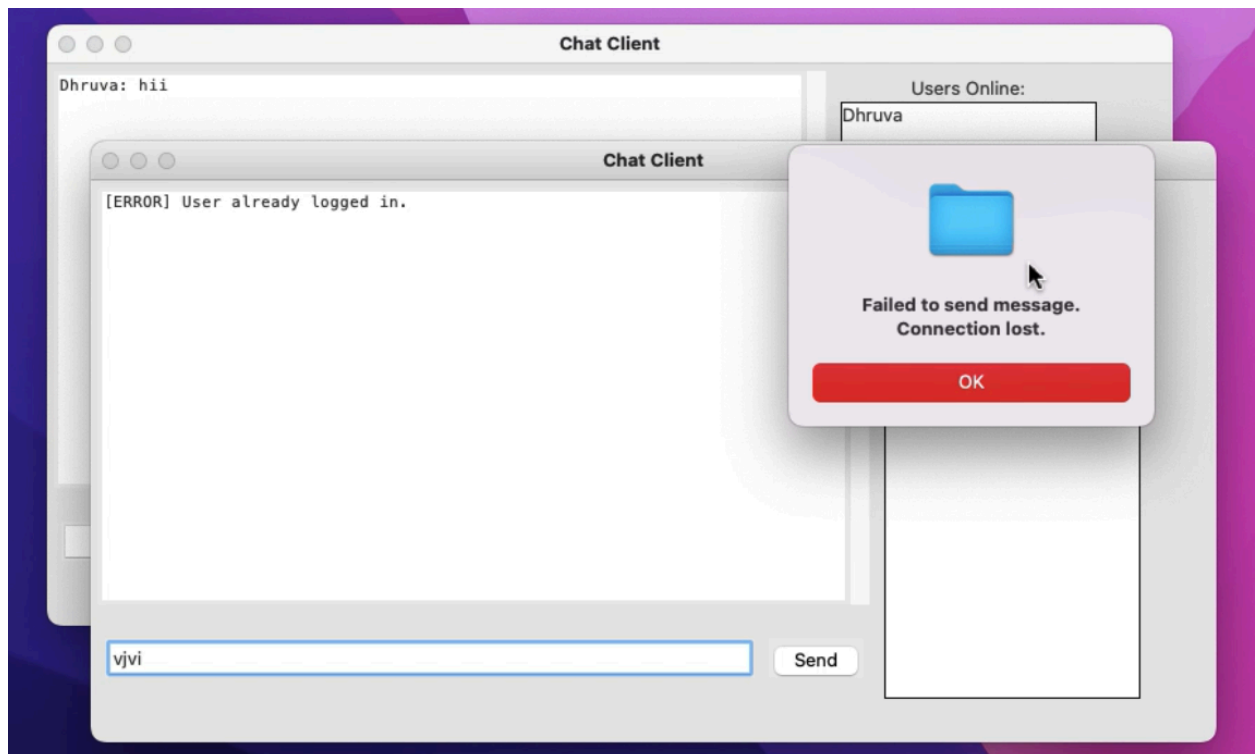 Chat Client
Dhruva: hii
Users Online:
Dhruva
Chat Client
[ERROR] User already logged in.
Failed to send message.
Connection lost.
OK
vjvi
Send